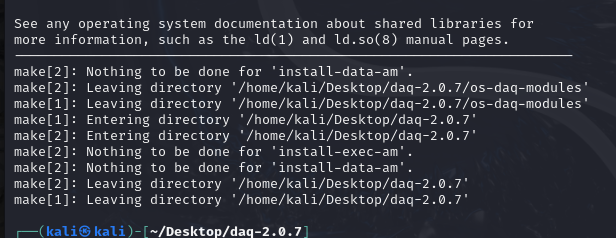 See any operating system documentation about shared libraries for
more information, such as the ld(1) and ld.so(8) manual pages.
----------------------------------------------------------------------
make[2]: Nothing to be done for 'install-data-am'.
make[2]: Leaving directory '/home/kali/Desktop/daq-2.0.7/os-daq-modules'
make[1]: Leaving directory '/home/kali/Desktop/daq-2.0.7/os-daq-modules'
make[1]: Entering directory '/home/kali/Desktop/daq-2.0.7'
make[2]: Entering directory '/home/kali/Desktop/daq-2.0.7'
make[2]: Nothing to be done for 'install-exec-am'.
make[2]: Nothing to be done for 'install-data-am'.
make[2]: Leaving directory '/home/kali/Desktop/daq-2.0.7'
make[1]: Leaving directory '/home/kali/Desktop/daq-2.0.7'
┌──(kali㉿kali)-[~/Desktop/daq-2.0.7]